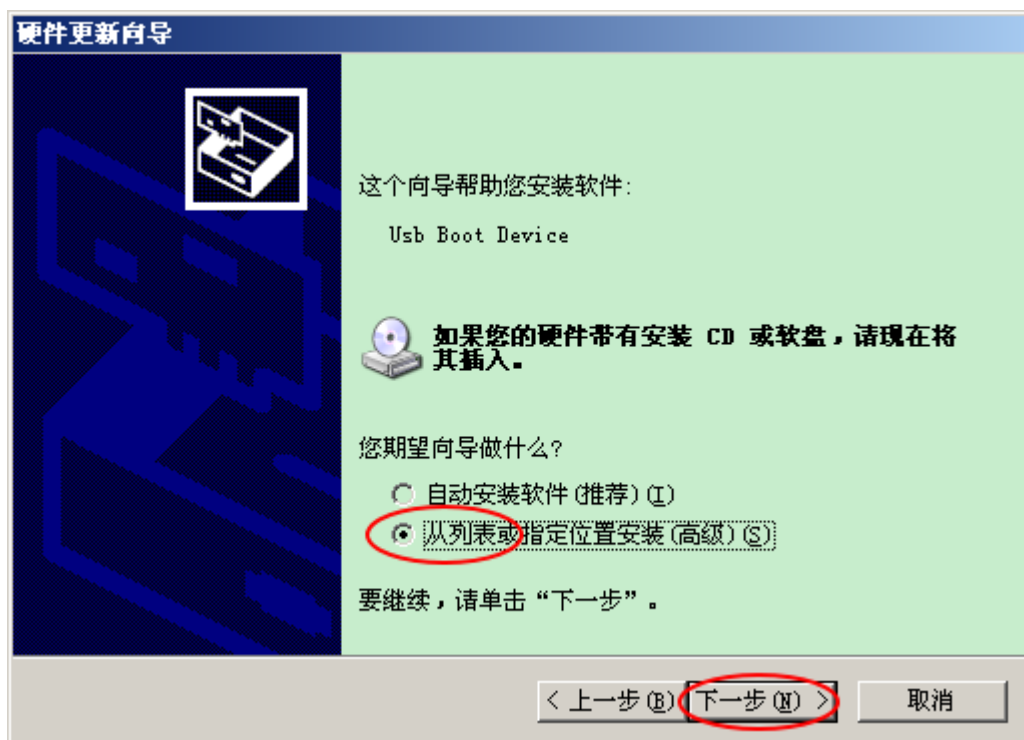 硬件更新向导
这个向导帮助您安装软件:
Usb Boot Device
如果您的硬件带有安装 CD 或软盘，请现在将
其插入。
您期望向导做什么?
自动安装软件(推荐)(I)
从列表或指定位置安装(高级)(S)
要继续，请单击“下一步”。
< 上一步(B) 下一步(N) > 取消